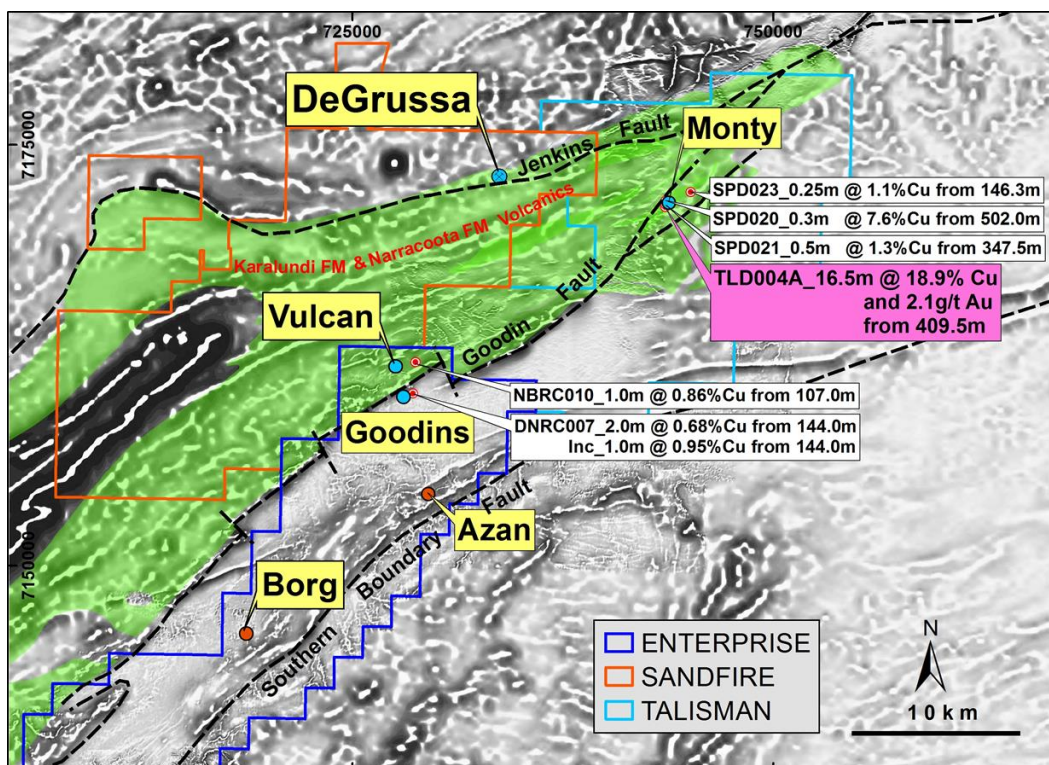 725000
750000
7175000
7150000
DeGrussa
Jenkins Fault
Monty
SPD023_0.25m @ 1.1%Cu from 146.3m
SPD020_0.3m @ 7.6%Cu from 502.0m
SPD021_0.5m @ 1.3%Cu from 347.5m
TLD004A_16.5m @ 18.9% Cu
and 2.1g/t Au
from 409.5m
Karalundi FM & Narracoota FM Volcanics
Goodin Fault
Vulcan
NBRC010_1.0m @ 0.86%Cu from 107.0m
DNRC007_2.0m @ 0.68%Cu from 144.0m
Inc_1.0m @ 0.95%Cu from 144.0m
Goodins
Azan
Southern Boundary Fault
Borg
ENTERPRISE
SANDFIRE
TALISMAN
N
10km